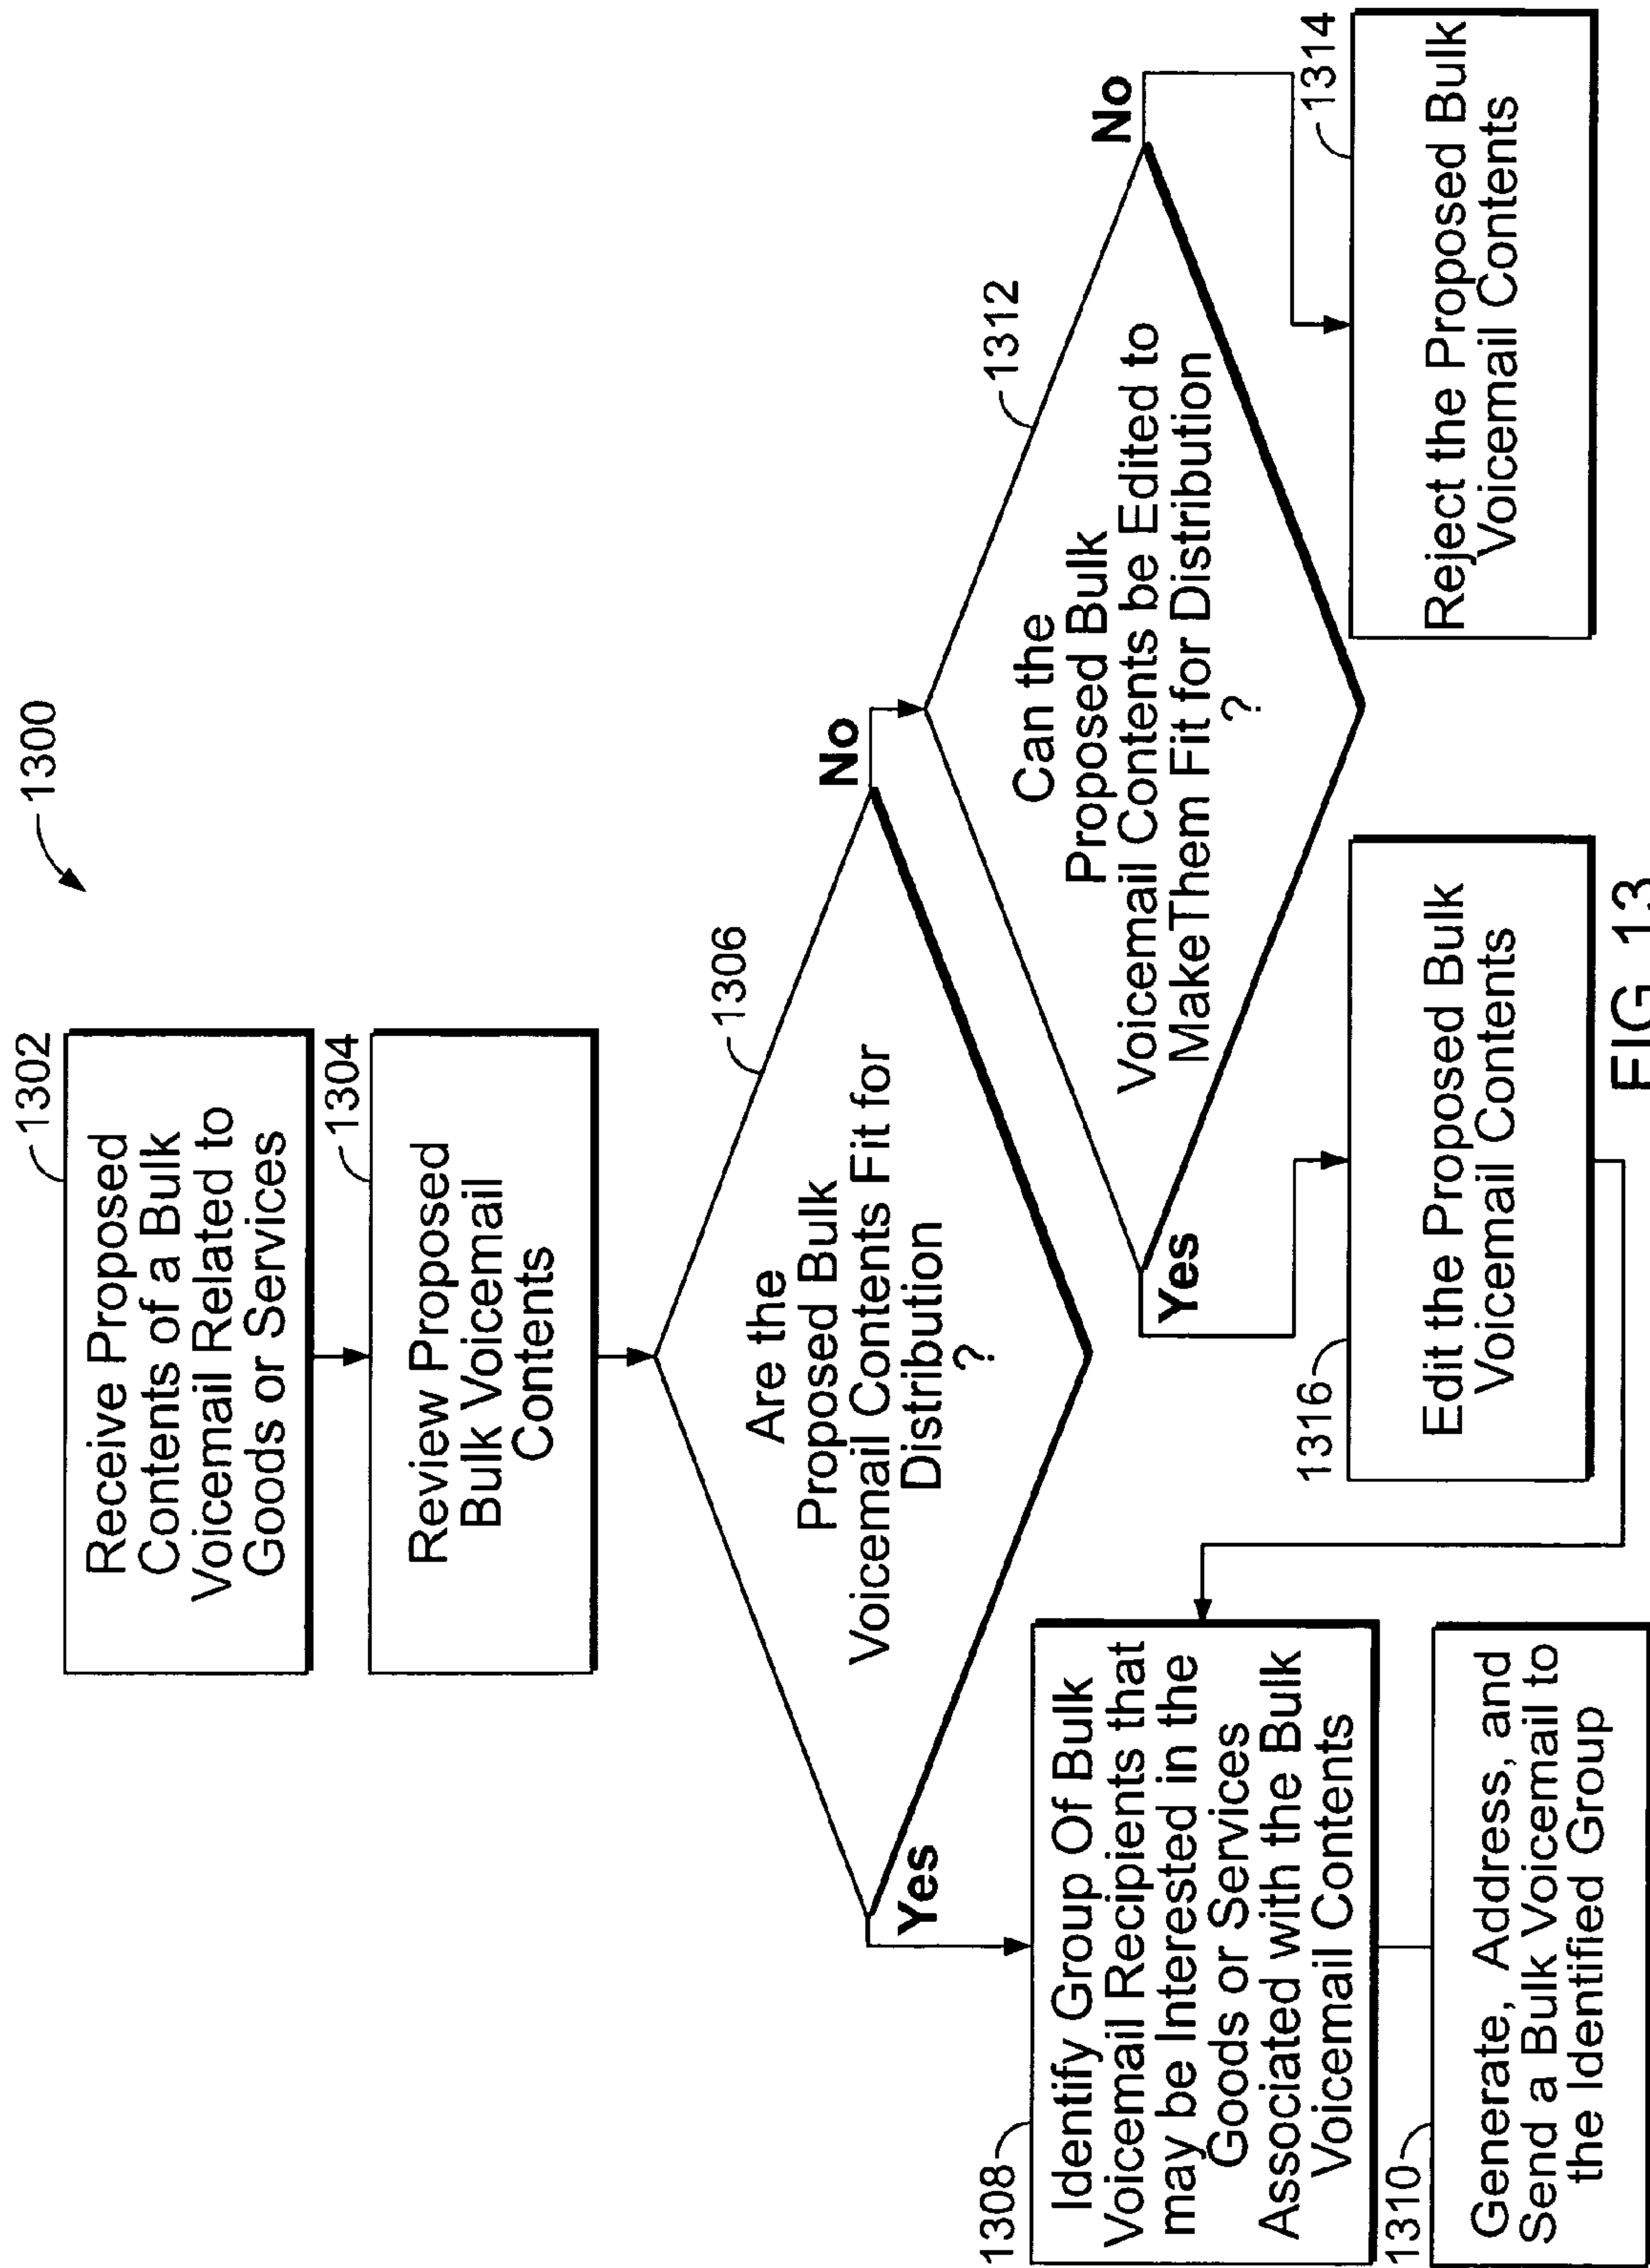 1300
1302
Receive Proposed
Contents of a Bulk
Voicemail Related to
Goods or Services
1304
Review Proposed
Bulk Voicemail
Contents
1306
Are the
Proposed Bulk
Voicemail Contents Fit for
Distribution
?
Yes
No
1308
Identify Group Of Bulk
Voicemail Recipients that
may be Interested in the
Goods or Services
Associated with the Bulk
Voicemail Contents
1310
Generate, Address, and
Send a Bulk Voicemail to
the Identified Group
1312
Can the
Proposed Bulk
Voicemail Contents be Edited to
Make Them Fit for Distribution
?
Yes
No
1316
Edit the Proposed Bulk
Voicemail Contents
1314
Reject the Proposed Bulk
Voicemail Contents
FIG. 13